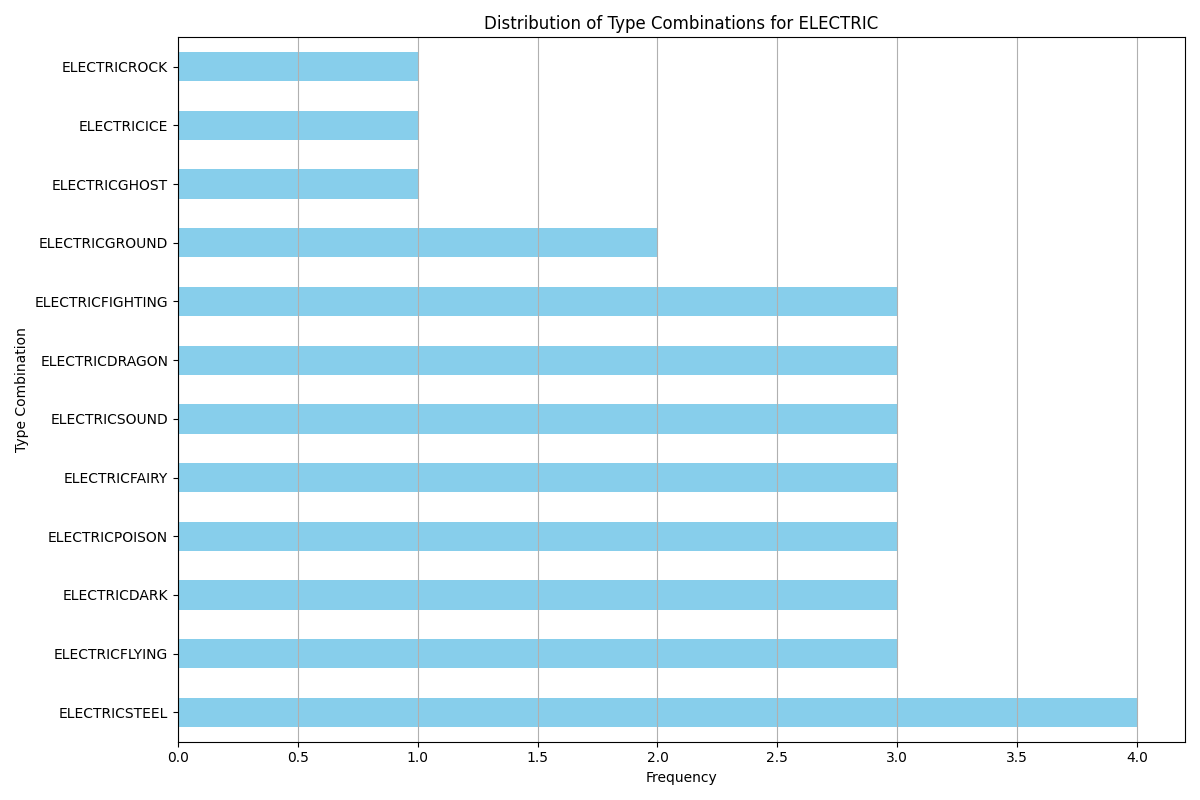 Distribution of Type Combinations for ELECTRIC
ELECTRICROCK
ELECTRICICE
ELECTRICGHOST
ELECTRICGROUND
ELECTRICFIGHTING
ELECTRICDRAGON
ELECTRICSOUND
ELECTRICFAIRY
ELECTRICPOISON
ELECTRICDARK
ELECTRICFLYING
ELECTRICSTEEL
Type Combination
0.0 0.5 1.0 1.5 2.0 2.5 3.0 3.5 4.0
Frequency